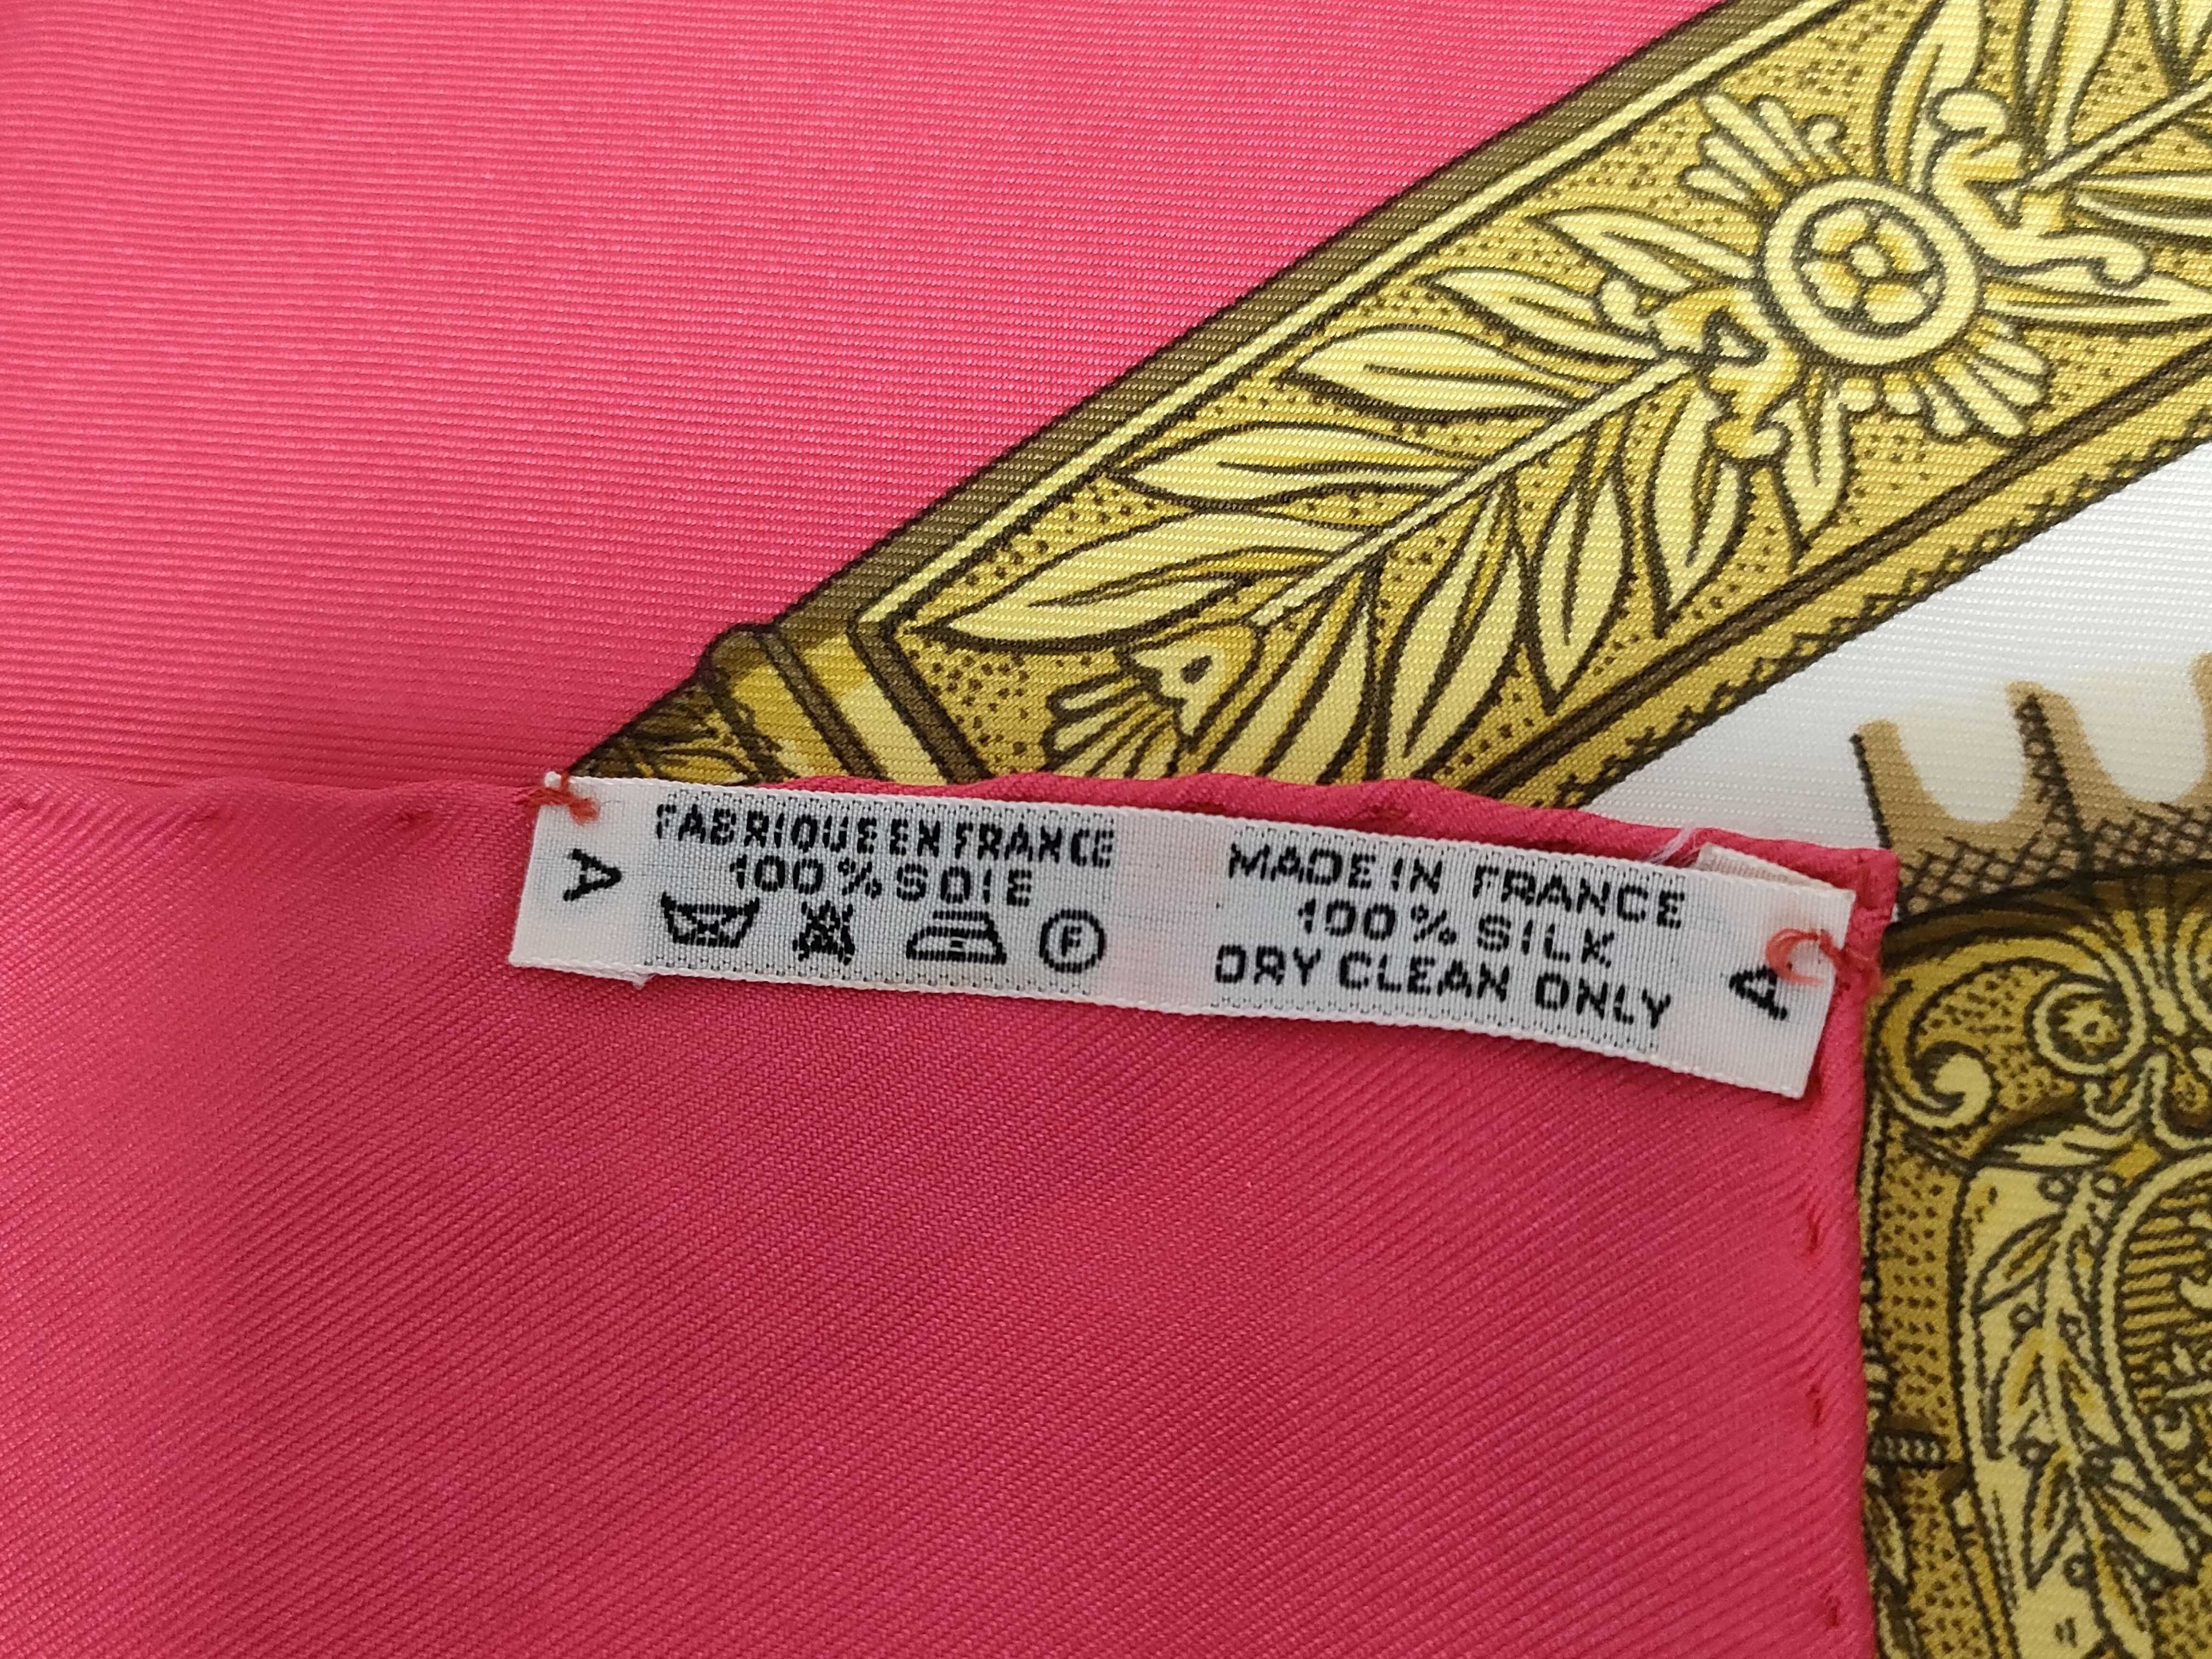 A
FABRIQUE EN FRANCE
100% SOIE
F
MADE IN FRANCE
100% SILK
DRY CLEAN ONLY
A